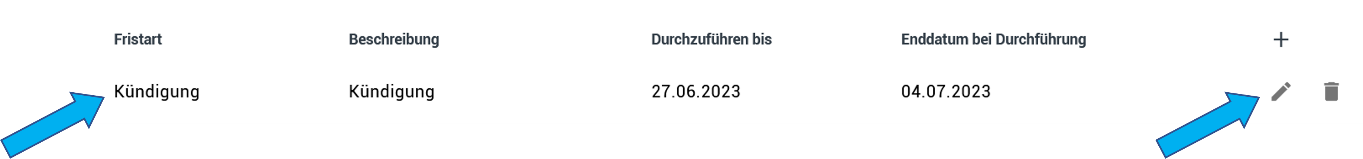 Fristart Beschreibung Durchzuführen bis Enddatum bei Durchführung
Kündigung Kündigung 27.06.2023 04.07.2023